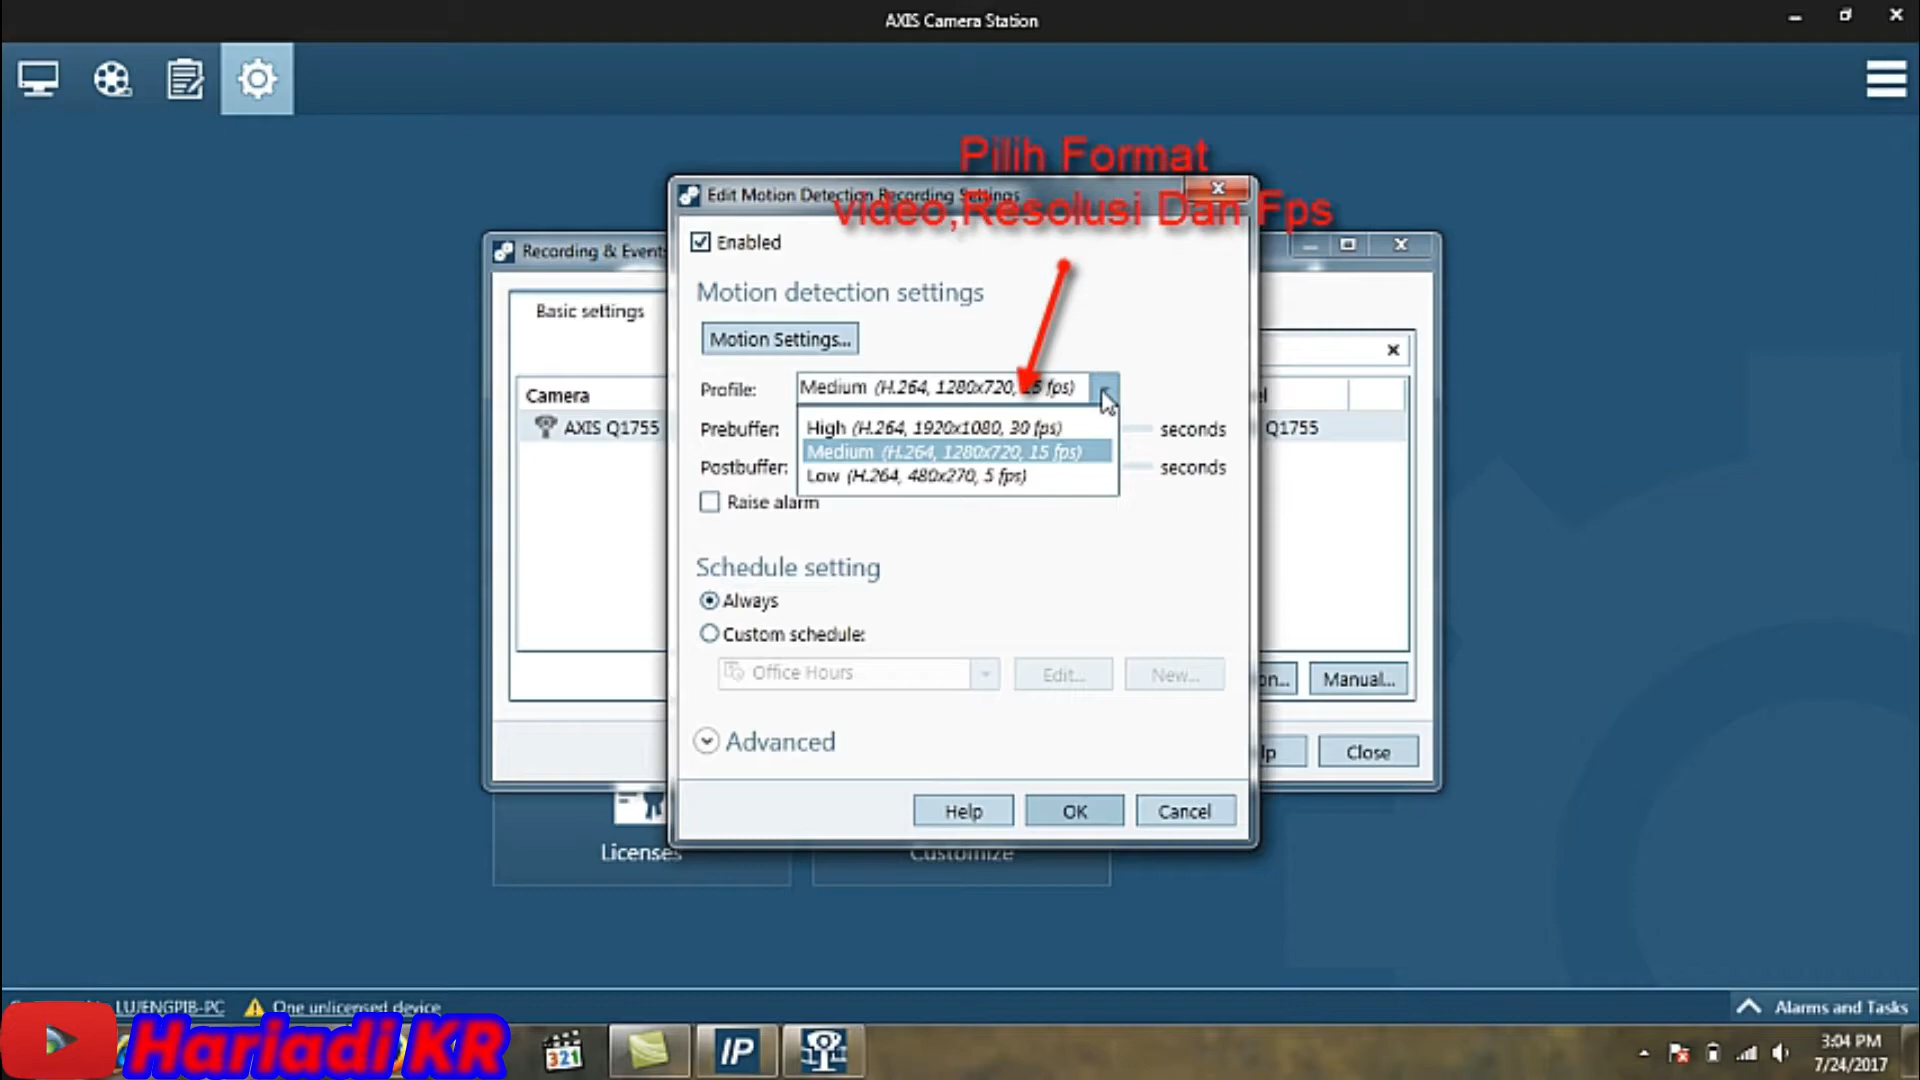 AXIS Camera Station
Pilih Format
video,Resolusi Dan Fps
Edit Motion Detection Recording Settings
Enabled
Recording & Events
Motion detection settings
Basic settings
Motion Settings...
Profile:
Medium (H.264, 1280x720, 15 fps)
Camera
High (H.264, 1920x1080, 30 fps)
AXIS Q1755
Prebuffer:
seconds
Q1755
Medium (H.264, 1280x720, 15 fps)
Postbuffer:
seconds
Low (H.264, 480x270, 5 fps)
Raise alarm
Schedule setting
Always
Custom schedule:
Office Hours
Edit...
New...
Manual...
Advanced
Close
Help
OK
Cancel
Licenses
Customize
LUJENGPIB-PC
One unlicensed device
Alarms and Tasks
Hariadi KR
321
IP
3:04 PM
7/24/2017